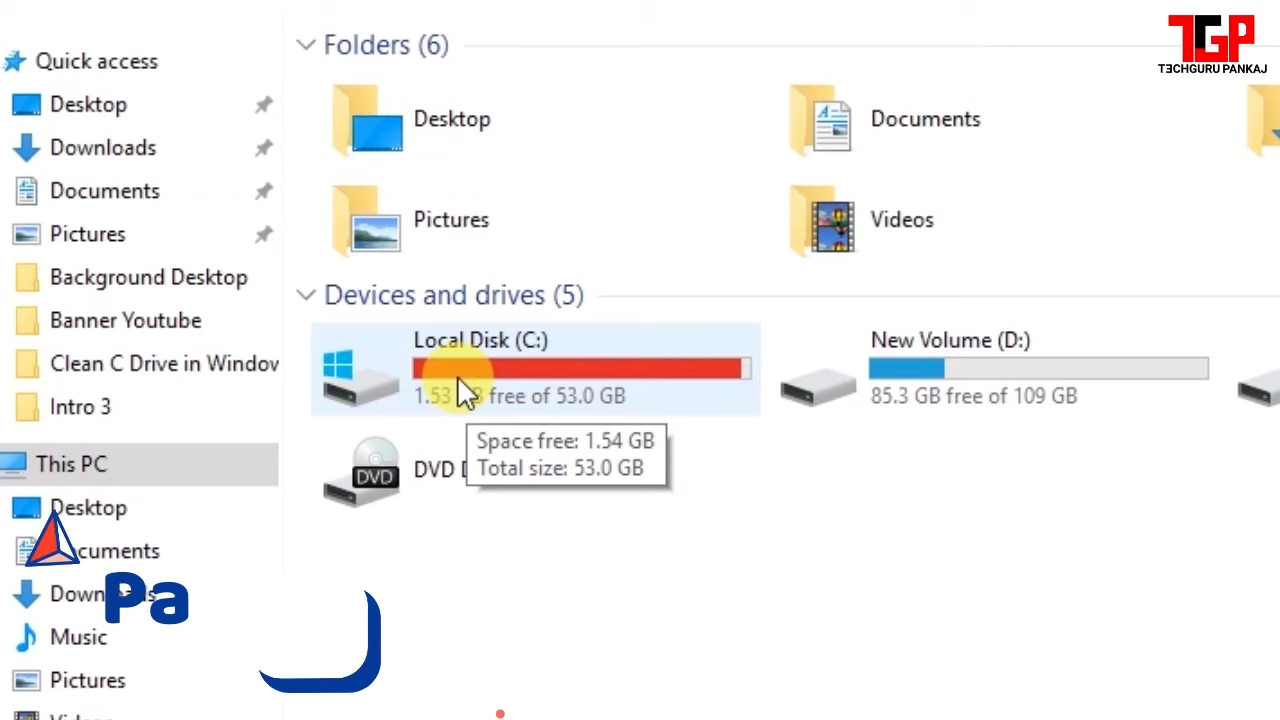 TGP
TECHGURU PANKAJ
Quick access
Desktop
Downloads
Documents
Pictures
Background Desktop
Banner Youtube
Clean C Drive in Window
Intro 3
This PC
Desktop
Documents
Downloads
Music
Pictures
Videos
Pa
Folders (6)
Desktop
Documents
Pictures
Videos
Devices and drives (5)
Local Disk (C:)
1.53 GB free of 53.0 GB
New Volume (D:)
85.3 GB free of 109 GB
DVD
DVD
Space free: 1.54 GB
Total size: 53.0 GB